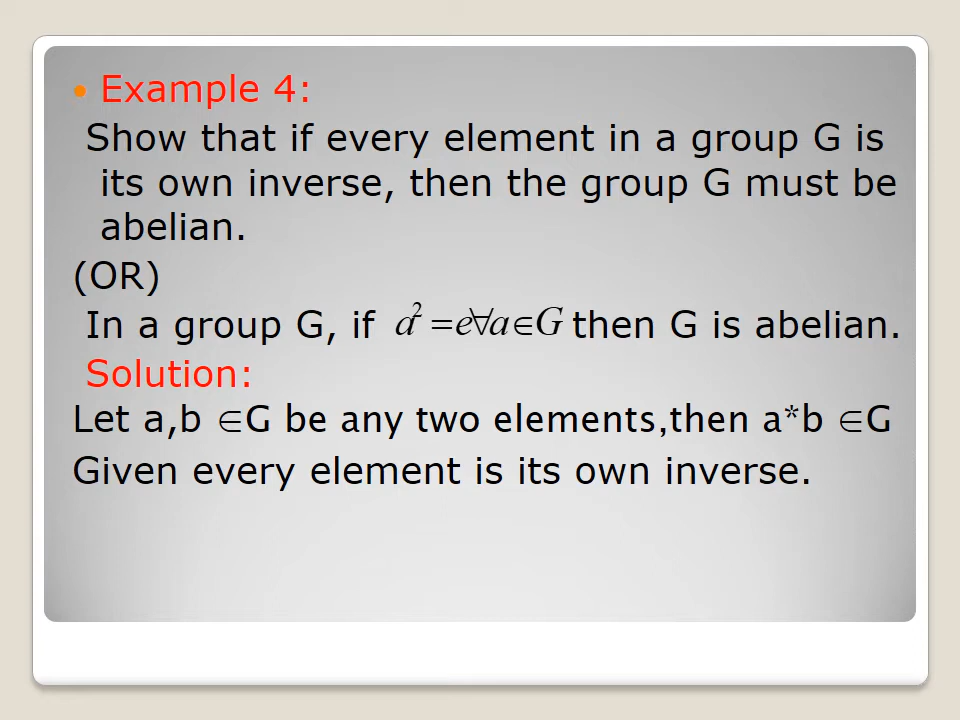 Example 4:
Show that if every element in a group G is
its own inverse, then the group G must be
abelian.
(OR)
In a group G, if a² =e∀a∈G then G is abelian.
Solution:
Let a,b ∈G be any two elements,then a*b ∈G
Given every element is its own inverse.